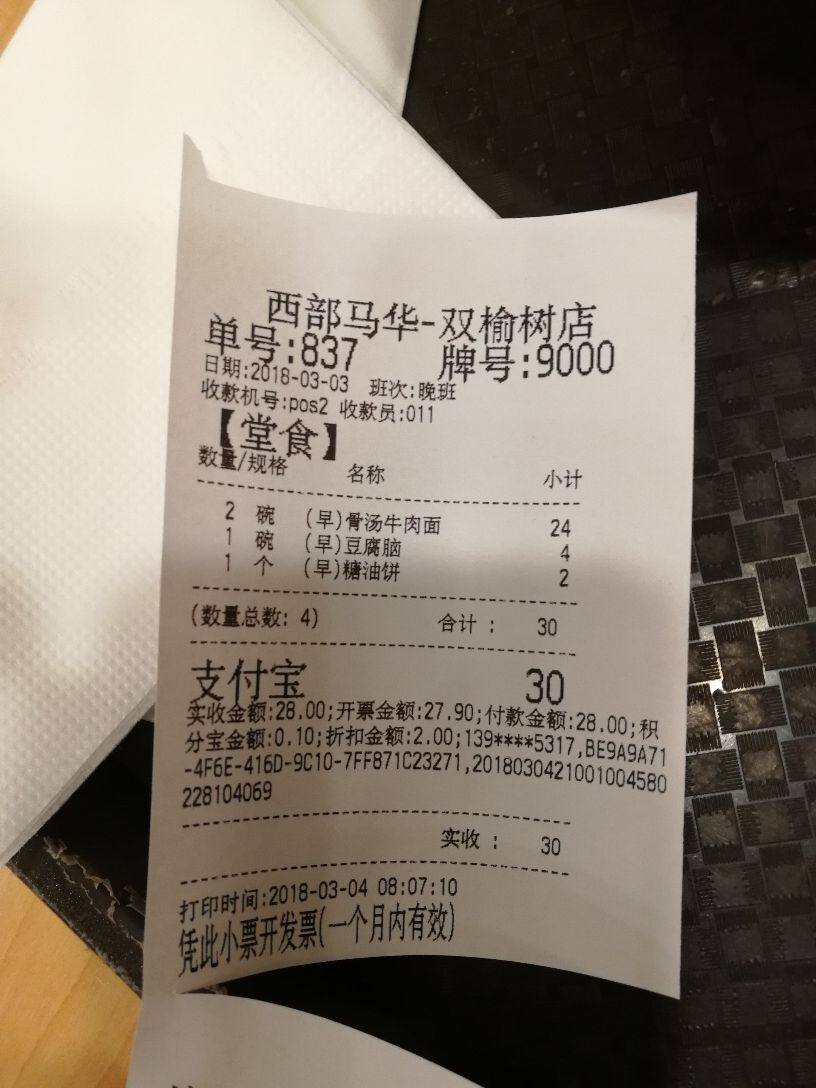 西部马华-双榆树店
单号:837 牌号:9000
日期:2018-03-03 班次:晚班
收款机号:pos2 收款员:011
【堂食】
数量/规格 名称 小计
2 碗 (早)骨汤牛肉面 24
1 碗 (早)豆腐脑 4
1 个 (早)糖油饼 2
(数量总数: 4) 合计 : 30
支付宝 30
实收金额:28.00;开票金额:27.90;付款金额:28.00;积
分宝金额:0.10;折扣金额:2.00;139****5317,BE9A9A71
-4F6E-416D-9C10-7FF871C23271,2018030421001004580
228104069
实收 : 30
打印时间:2018-03-04 08:07:10
凭此小票开发票(一个月内有效)